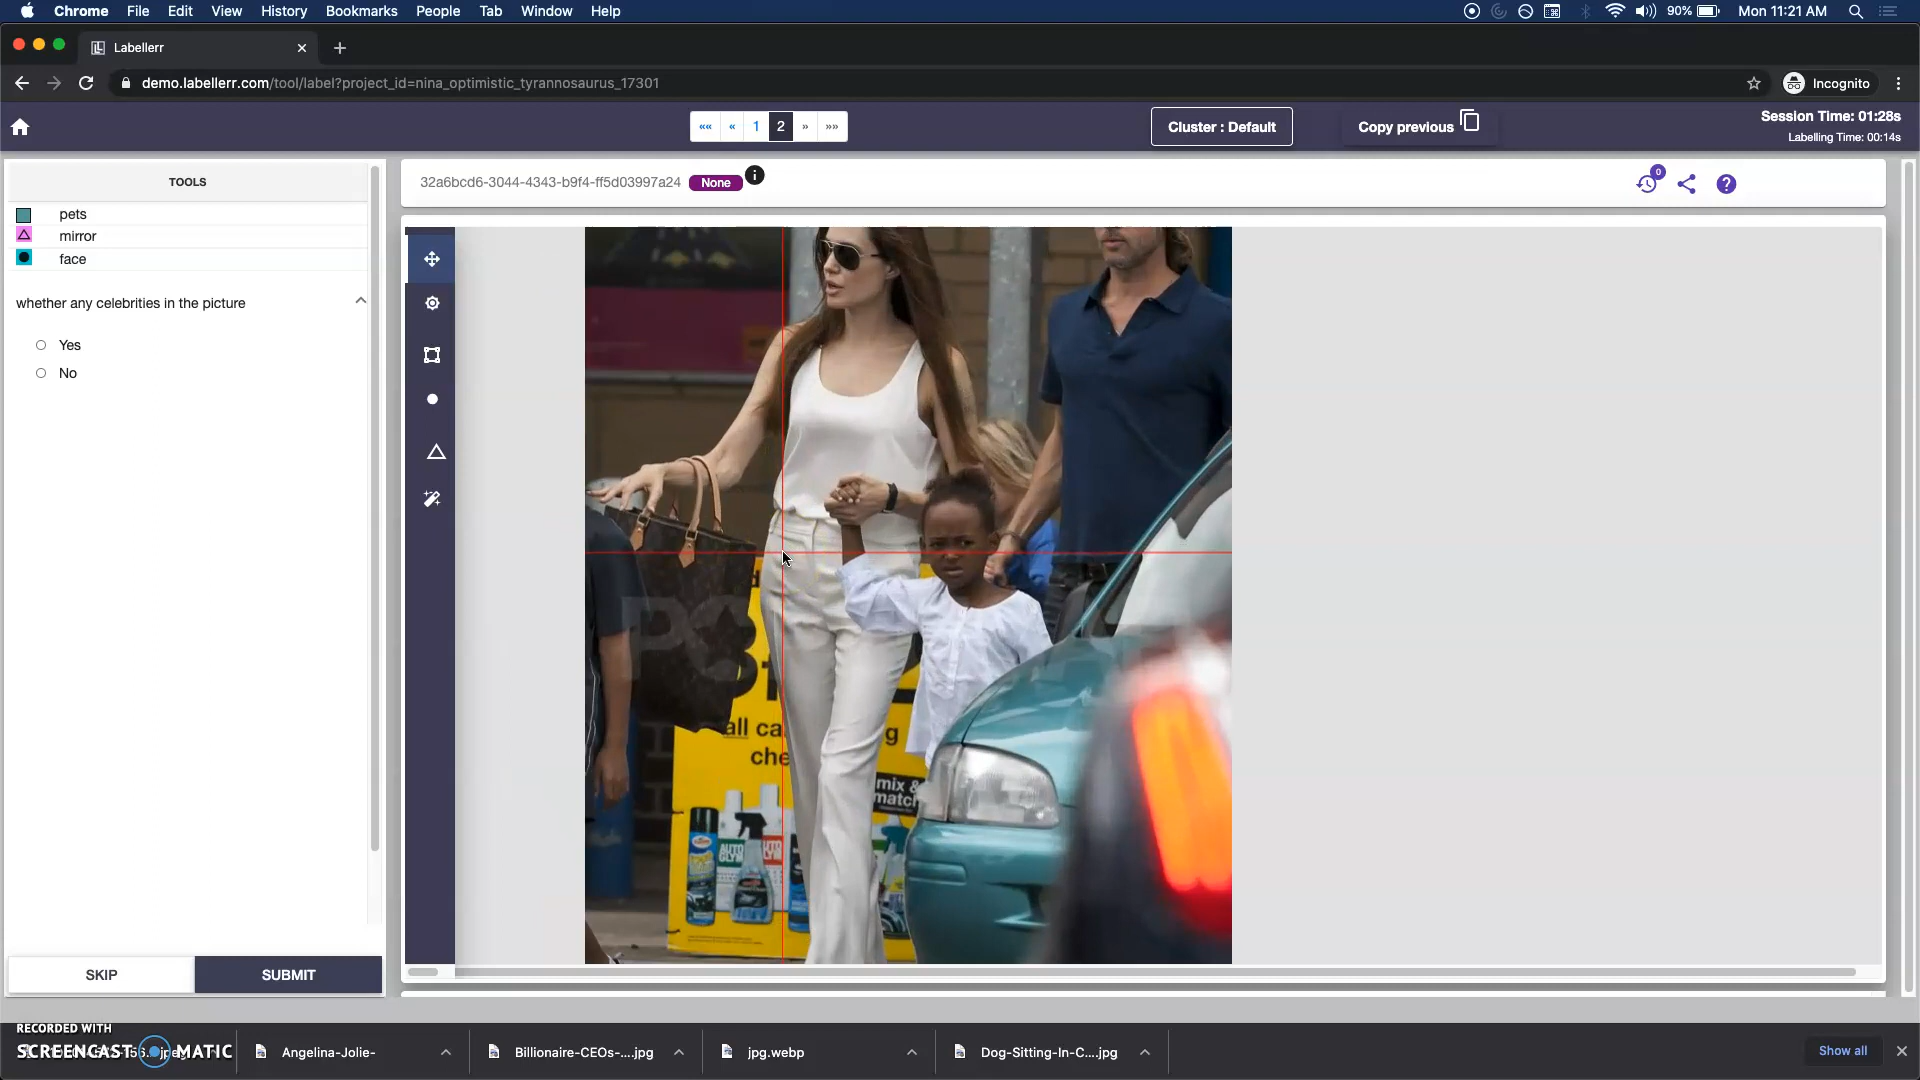 Chrome File Edit View History Bookmarks People Tab Window Help
90% Mon 11:21 AM
Labellerr
demo.labellerr.com/tool/label?project_id=nina_optimistic_tyrannosaurus_17301
Incognito
«« « 1 2 » »»
Cluster : Default
Copy previous
Session Time: 01:28s
Labelling Time: 00:14s
TOOLS
32a6bcd6-3044-4343-b9f4-ff5d03997a24 None i
0
?
pets
mirror
face
whether any celebrities in the picture
Yes
No
all ca
g
che
mix &
match
AUTO
GLYM
SKIP
SUBMIT
RECORDED WITH
SCREENCAST MATIC
Angelina-Jolie-
Billionaire-CEOs-....jpg
jpg.webp
Dog-Sitting-In-C....jpg
Show all